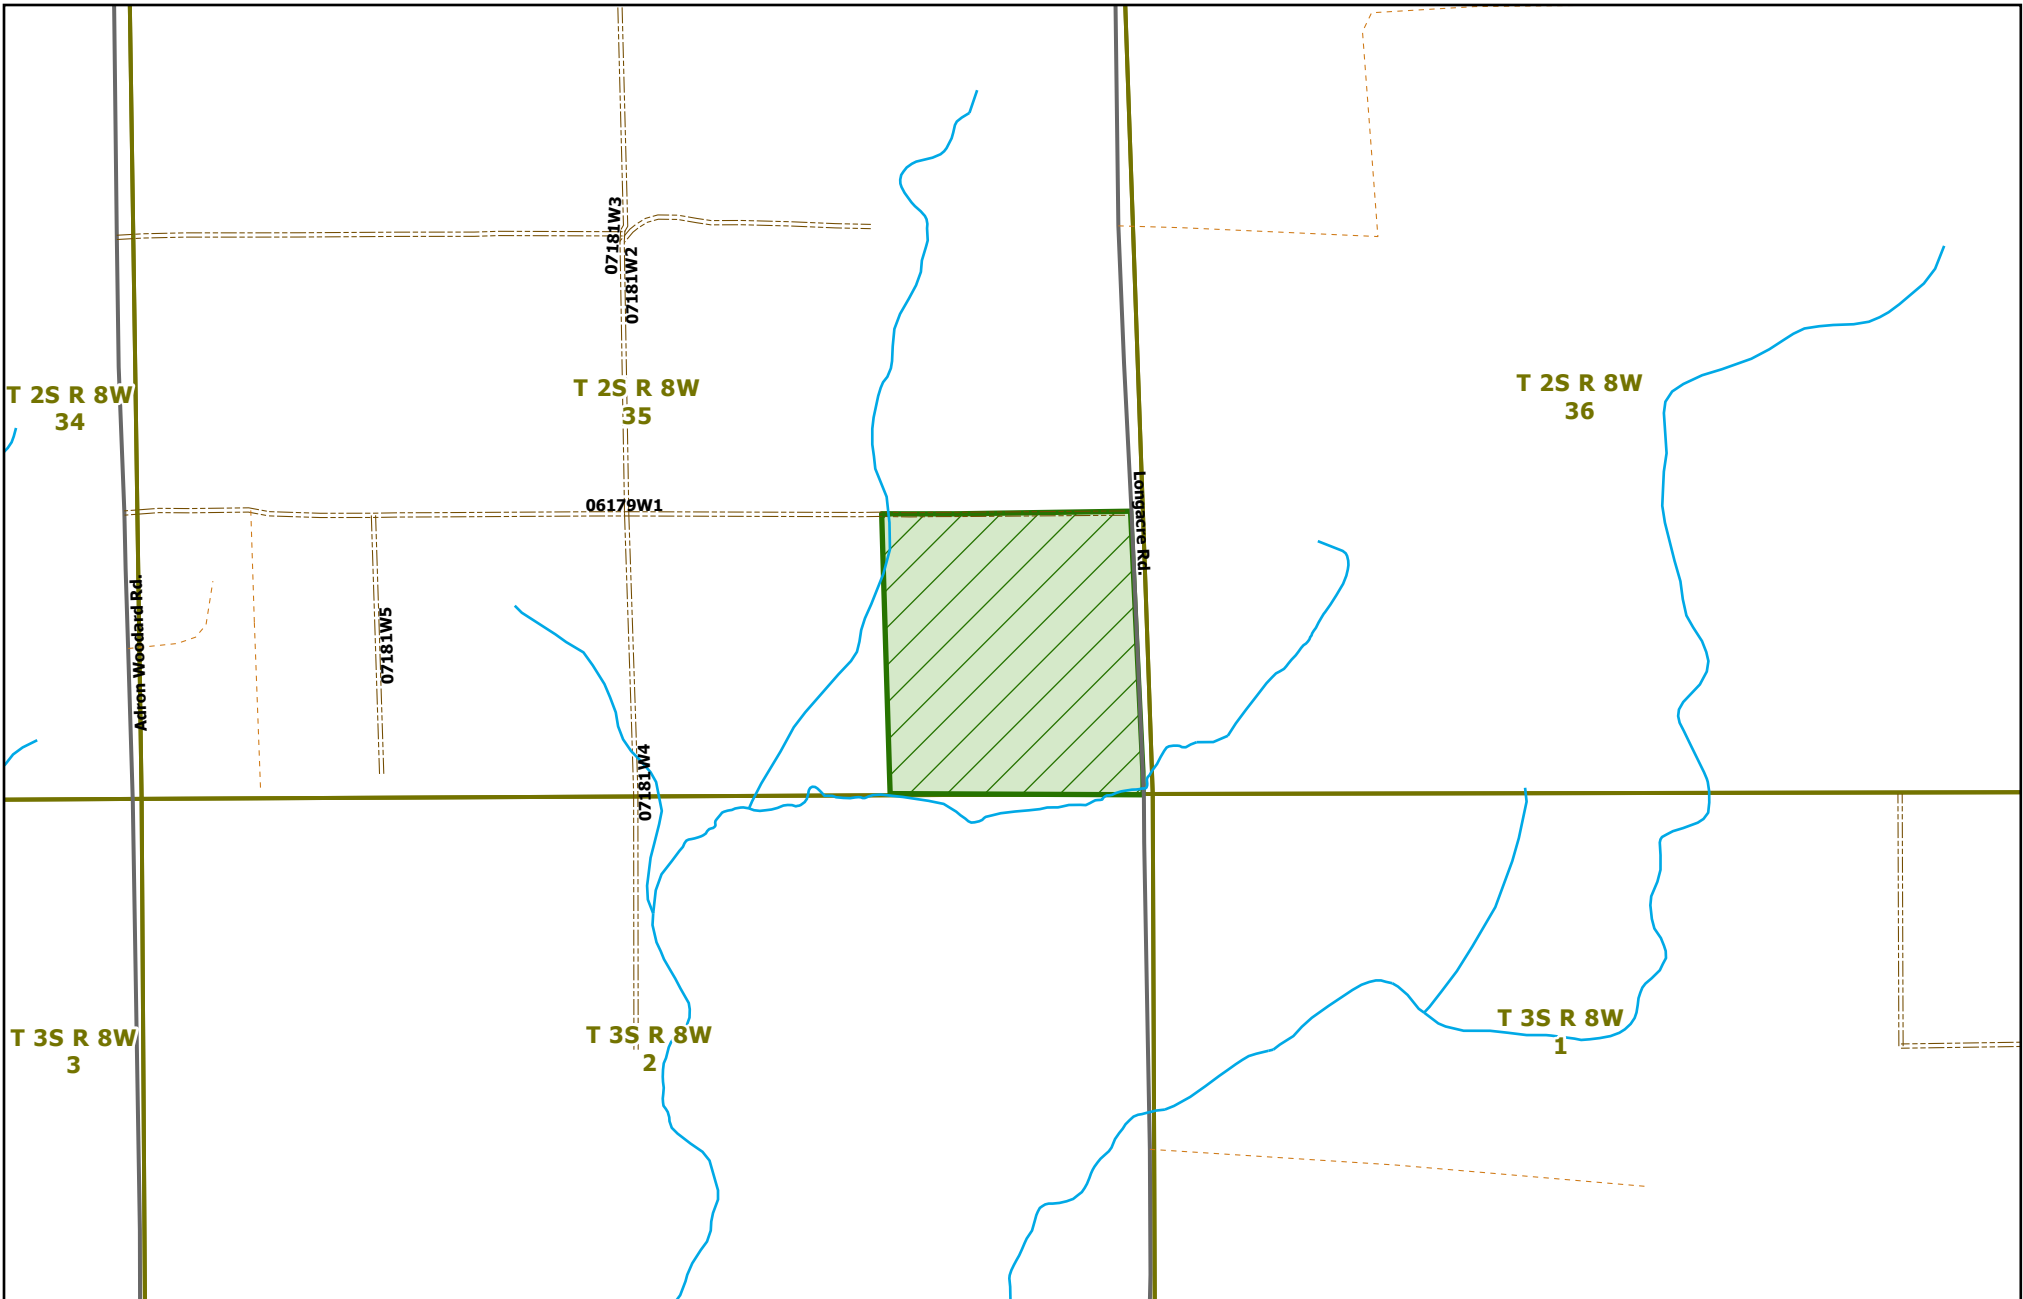 07181W3
07181W2
T 2S R 8W
34
T 2S R 8W
35
T 2S R 8W
36
06179W1
Longacre Rd.
Adron Woodard Rd.
07181W5
07181W4
T 3S R 8W
3
T 3S R 8W
2
T 3S R 8W
1